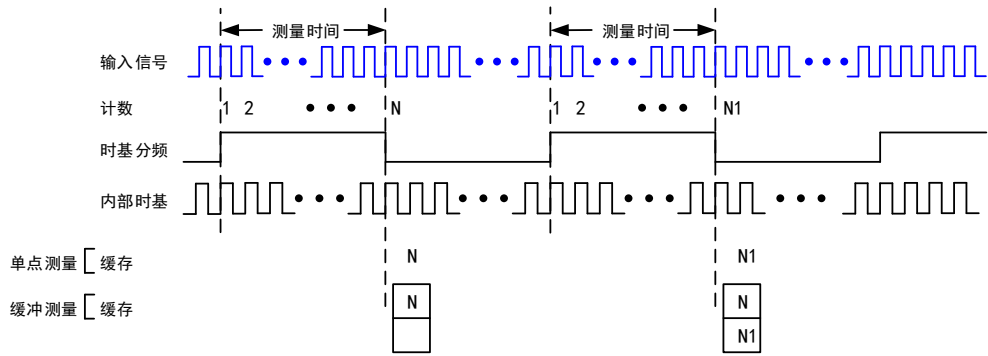 测量时间 测量时间
输入信号
计数 1 2 N 1 2 N1
时基分频
内部时基
单点测量 缓存 N N1
缓冲测量 缓存 N N
N1